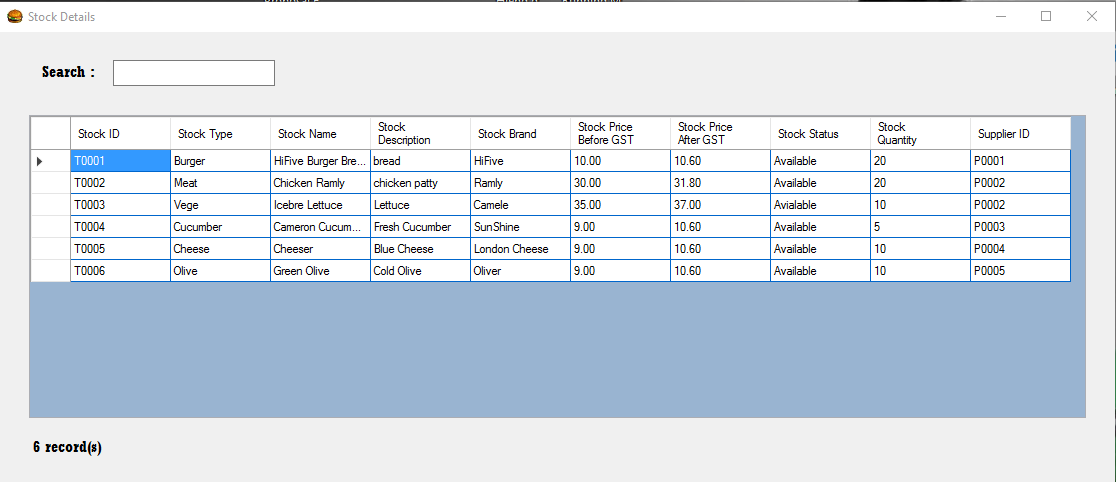 Stock Details
Search :
Stock ID Stock Type Stock Name Stock Description Stock Brand Stock Price Before GST Stock Price After GST Stock Status Stock Quantity Supplier ID
T0001 Burger HiFive Burger Bre... bread HiFive 10.00 10.60 Available 20 P0001
T0002 Meat Chicken Ramly chicken patty Ramly 30.00 31.80 Available 20 P0002
T0003 Vege Icebre Lettuce Lettuce Camele 35.00 37.00 Available 10 P0002
T0004 Cucumber Cameron Cucum... Fresh Cucumber SunShine 9.00 10.60 Available 5 P0003
T0005 Cheese Cheeser Blue Cheese London Cheese 9.00 10.60 Available 10 P0004
T0006 Olive Green Olive Cold Olive Oliver 9.00 10.60 Available 10 P0005
6 record(s)